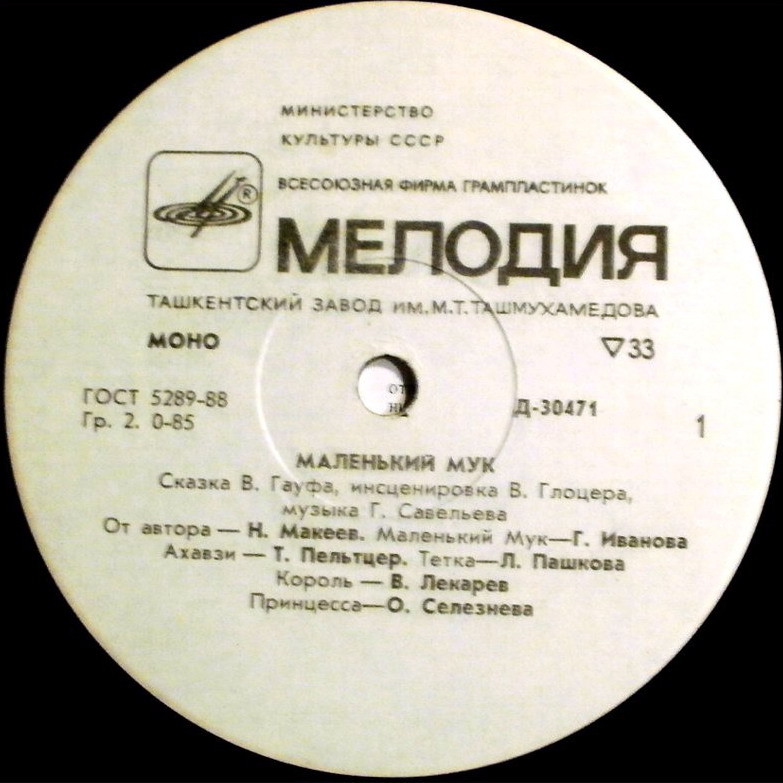 МИНИСТЕРСТВО
КУЛЬТУРЫ СССР
ВСЕСОЮЗНАЯ ФИРМА ГРАМПЛАСТИНОК
®
МЕЛОДИЯ
ТАШКЕНТСКИЙ ЗАВОД ИМ. М. Т. ТАШМУХАМЕДОВА
МОНО ▽33
ГОСТ 5289-88 Д-30471
Гр. 2. 0-85 1
МАЛЕНЬКИЙ МУК
Сказка В. Гауфа, инсценировка В. Глоцера,
музыка Г. Савельева
От автора — Н. Макеев. Маленький Мук—Г. Иванова
Ахавзи — Т. Пельтцер. Тетка—Л. Пашкова
Король — В. Лекарев
Принцесса—О. Селезнева